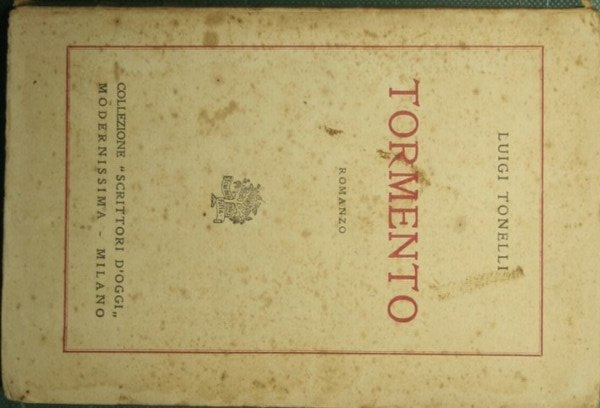 LUIGI TONELLI
TORMENTO
ROMANZO
COLLEZIONE "SCRITTORI D'OGGI„
MODERNISSIMA - MILANO